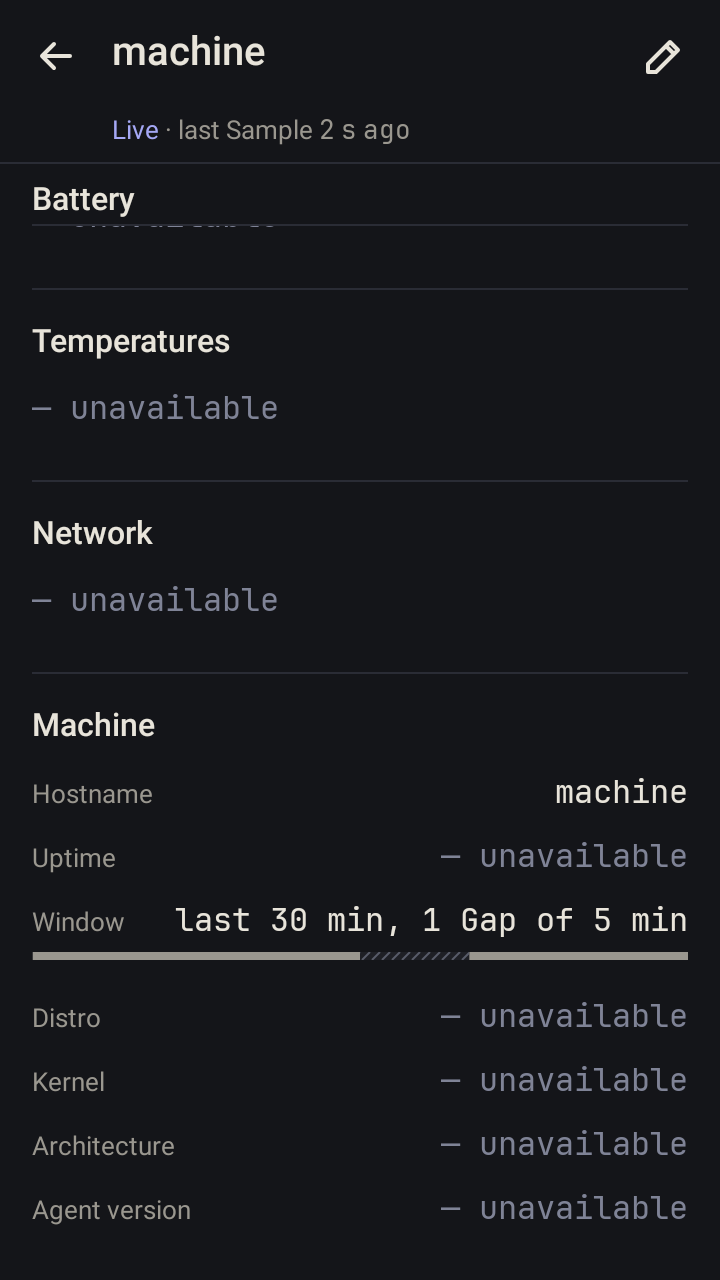 machine
Live · last Sample 2 s ago
Battery
Temperatures
— unavailable
Network
— unavailable
Machine
Hostname machine
Uptime — unavailable
Window last 30 min, 1 Gap of 5 min
Distro — unavailable
Kernel — unavailable
Architecture — unavailable
Agent version — unavailable